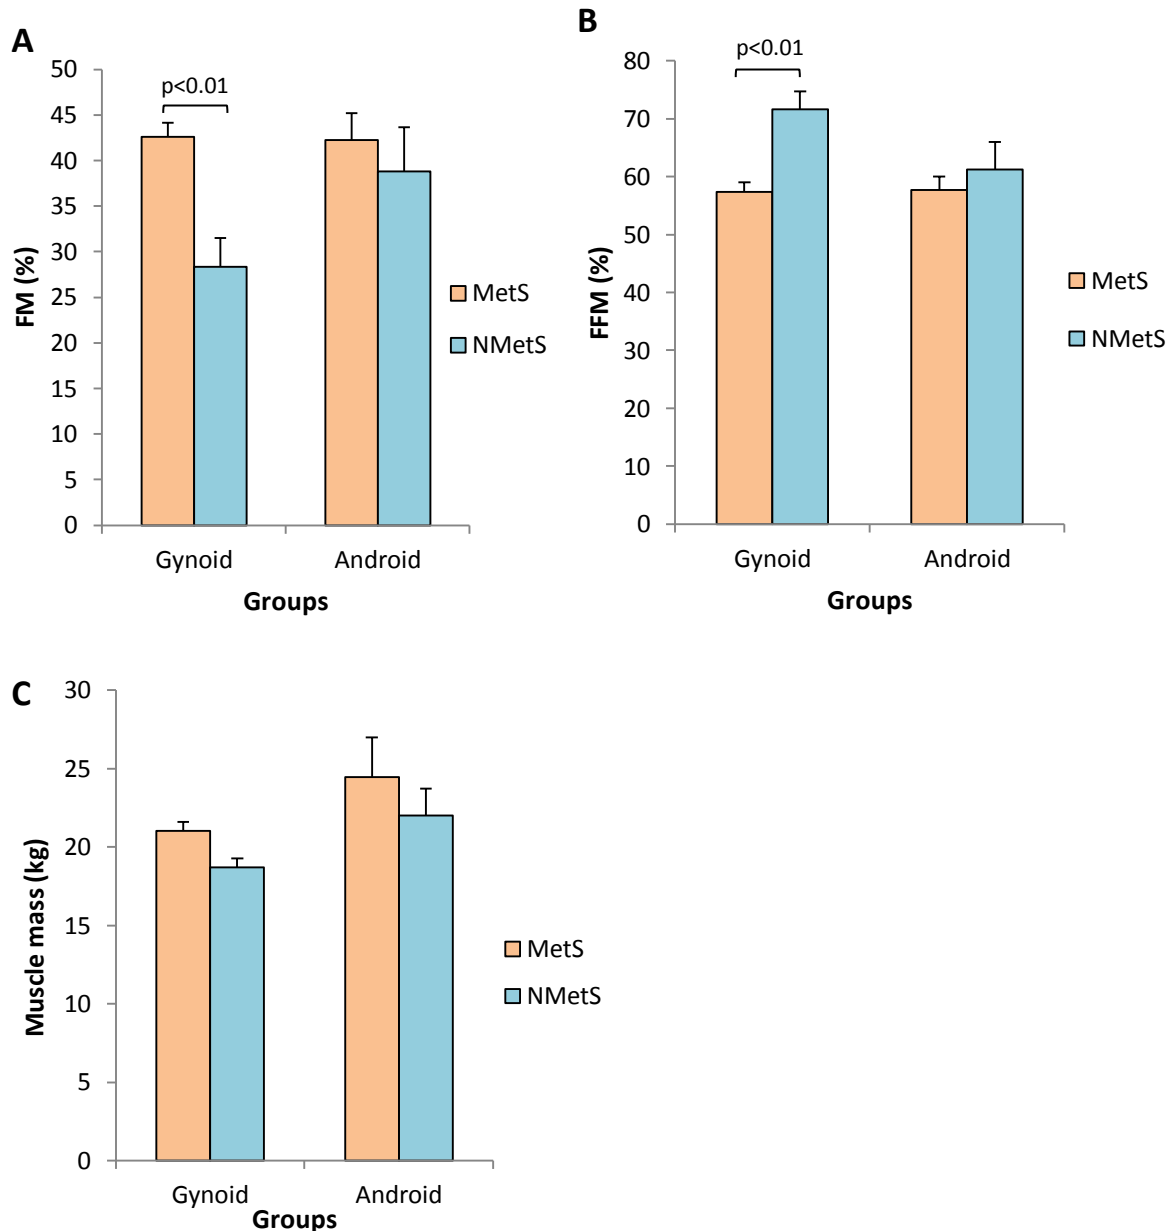 A
p<0.01
50
45
40
35
30
25
20
15
10
5
0
FM (%)
Gynoid
Android
Groups
MetS
NMetS
B
p<0.01
80
70
60
50
40
30
20
10
0
FFM (%)
Gynoid
Android
Groups
MetS
NMetS
C
30
25
20
15
10
5
0
Muscle mass (kg)
Gynoid
Android
Groups
MetS
NMetS